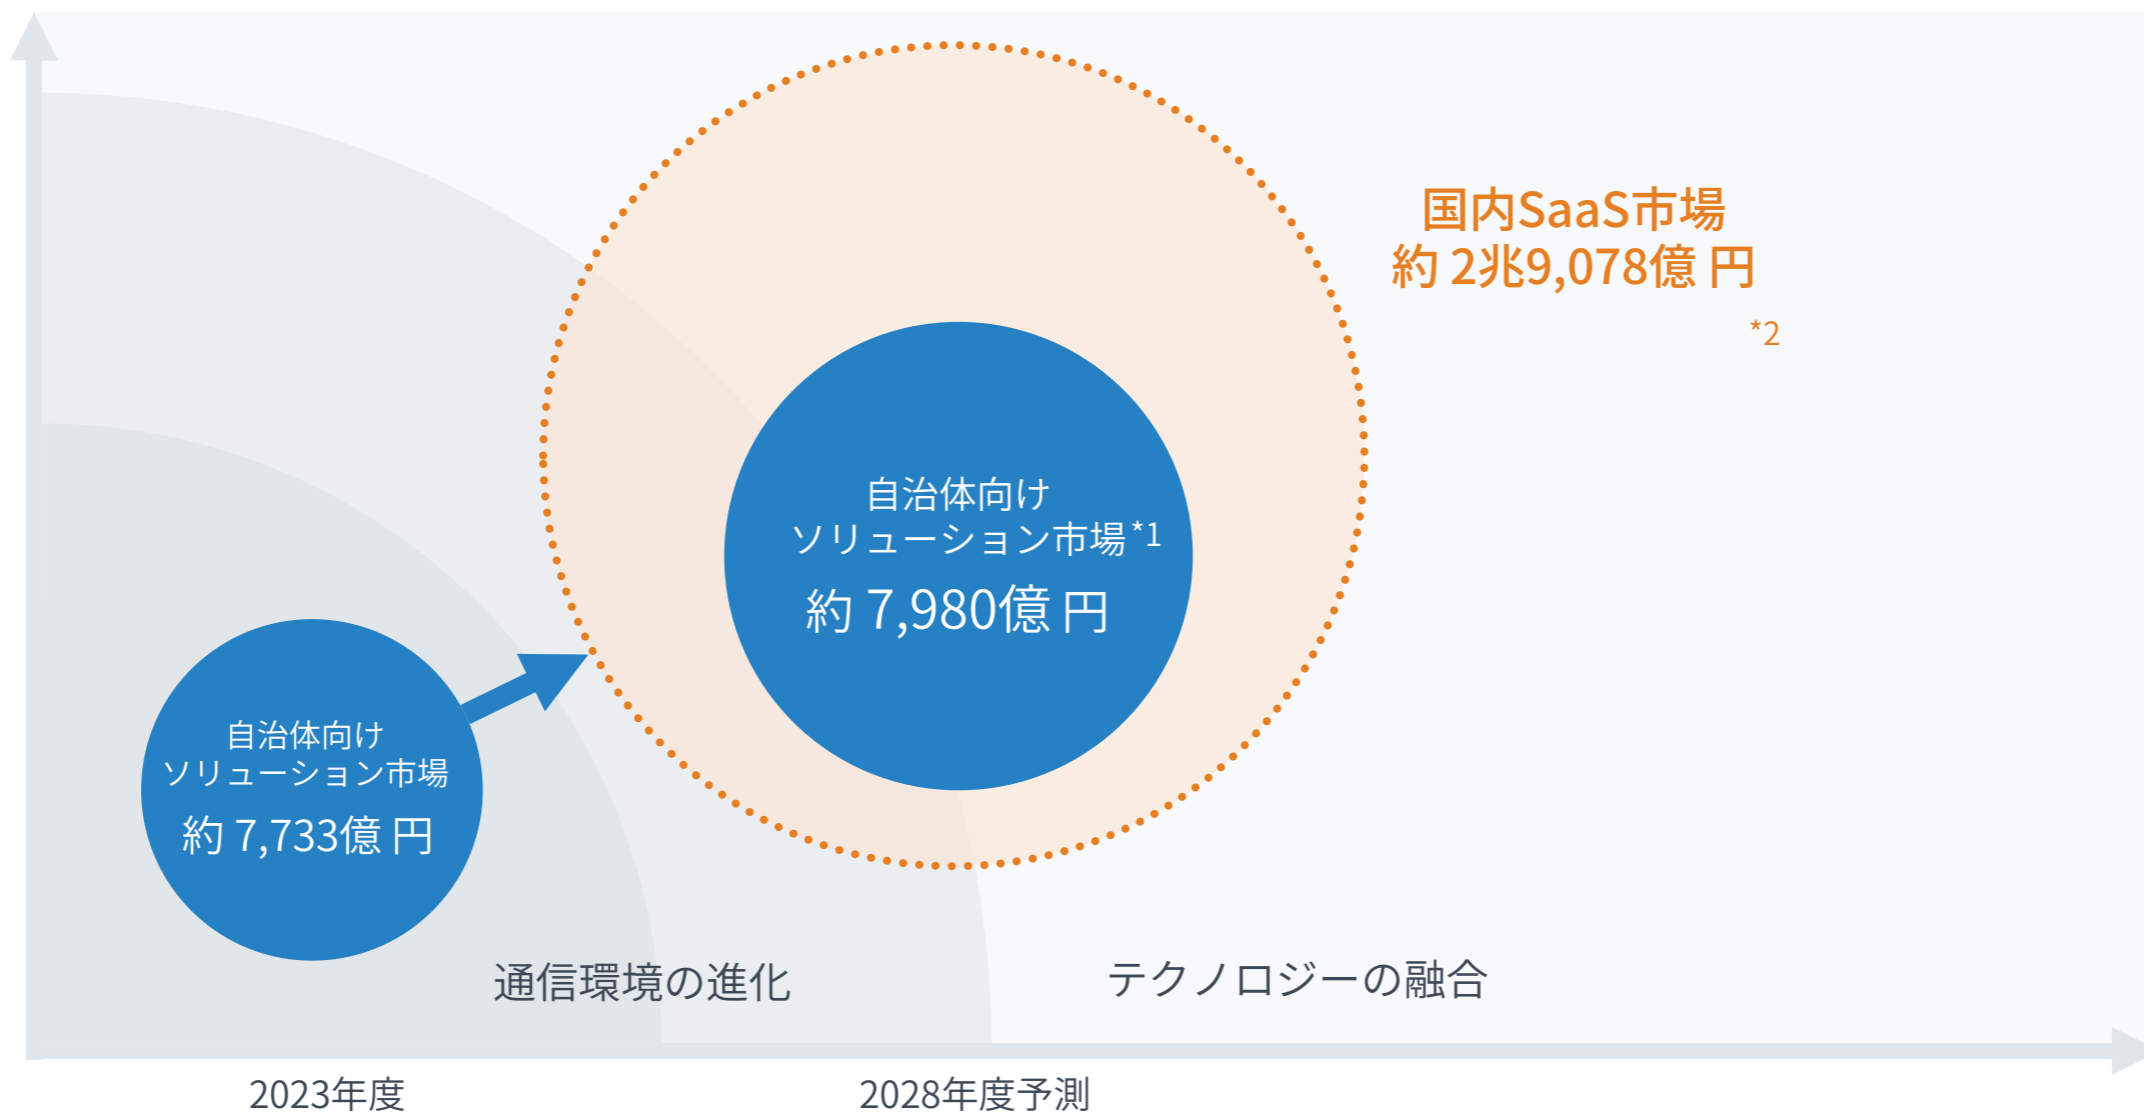 国内SaaS市場
約 2兆9,078億 円
*2
自治体向け
ソリューション市場*1
約 7,980億 円
自治体向け
ソリューション市場
約 7,733億 円
通信環境の進化
テクノロジーの融合
2023年度
2028年度予測